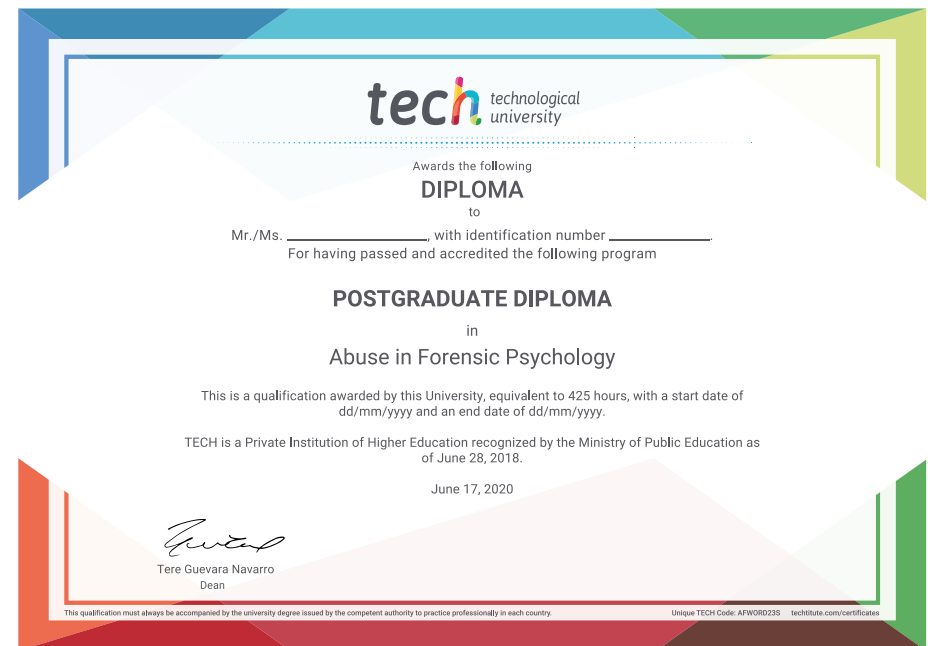 tech technological
university
Awards the following
DIPLOMA
to
Mr./Ms. ____________, with identification number ____________.
For having passed and accredited the following program
POSTGRADUATE DIPLOMA
in
Abuse in Forensic Psychology
This is a qualification awarded by this University, equivalent to 425 hours, with a start date of
dd/mm/yyyy and an end date of dd/mm/yyyy.
TECH is a Private Institution of Higher Education recognized by the Ministry of Public Education as
of June 28, 2018.
June 17, 2020
Tere Guevara Navarro
Dean
This qualification must always be accompanied by the university degree issued by the competent authority to practice professionally in each country.
Unique TECH Code: AFWORD23S techtitute.com/certificates